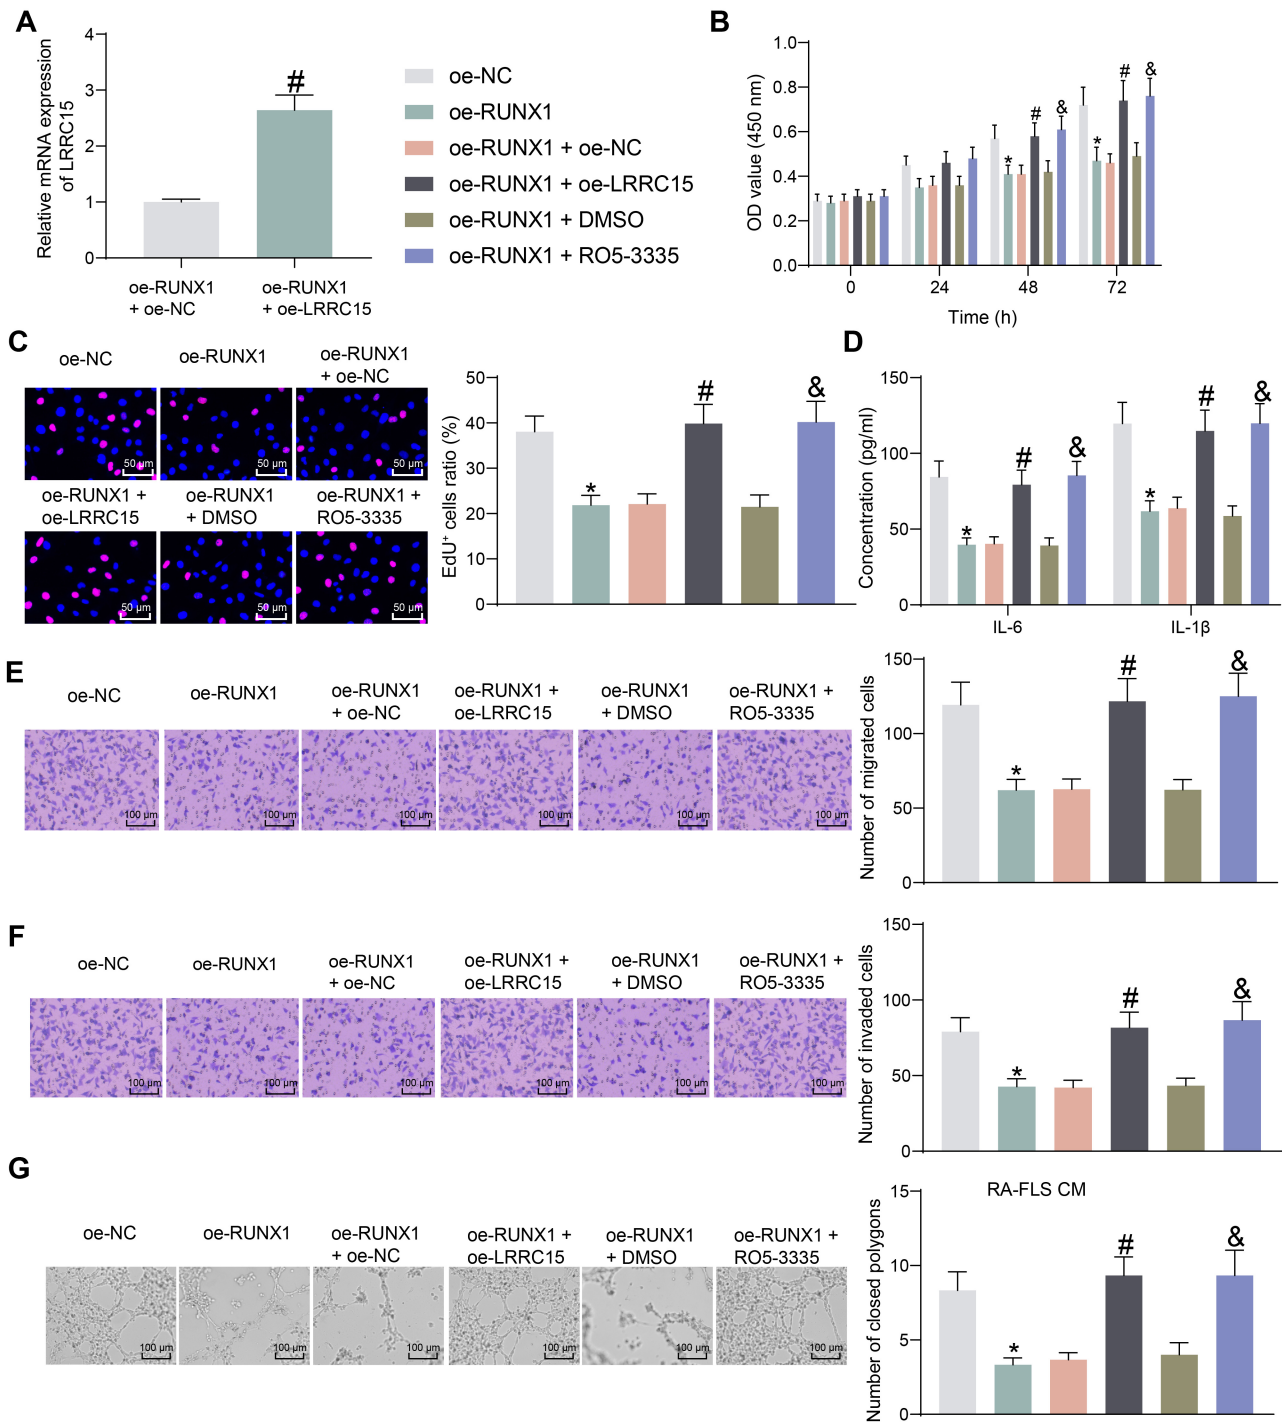 A
Relative mRNA expression
of LRRC15
4
3
2
1
0
#
oe-RUNX1
+ oe-NC
oe-RUNX1
+ oe-LRRC15
oe-NC
oe-RUNX1
oe-RUNX1 + oe-NC
oe-RUNX1 + oe-LRRC15
oe-RUNX1 + DMSO
oe-RUNX1 + RO5-3335
B
OD value (450 nm)
1.0
0.8
0.6
0.4
0.2
0.0
*
#
&
*
#
&
0
24
48
72
Time (h)
C
oe-NC
oe-RUNX1
oe-RUNX1
+ oe-NC
50 μm
50 μm
50 μm
oe-RUNX1 +
oe-LRRC15
oe-RUNX1
+ DMSO
oe-RUNX1 +
RO5-3335
50 μm
50 μm
50 μm
EdU⁺ cells ratio (%)
50
40
30
20
10
0
*
#
&
D
Concentration (pg/ml)
150
100
50
0
*
#
&
*
#
&
IL-6
IL-1β
E
oe-NC
oe-RUNX1
oe-RUNX1
+ oe-NC
oe-RUNX1 +
oe-LRRC15
oe-RUNX1
+ DMSO
oe-RUNX1 +
RO5-3335
100 μm
100 μm
100 μm
100 μm
100 μm
100 μm
Number of migrated cells
150
100
50
0
*
#
&
F
oe-NC
oe-RUNX1
oe-RUNX1
+ oe-NC
oe-RUNX1 +
oe-LRRC15
oe-RUNX1
+ DMSO
oe-RUNX1 +
RO5-3335
100 μm
100 μm
100 μm
100 μm
100 μm
100 μm
Number of invaded cells
150
100
50
0
*
#
&
G
oe-NC
oe-RUNX1
oe-RUNX1
+ oe-NC
oe-RUNX1 +
oe-LRRC15
oe-RUNX1
+ DMSO
oe-RUNX1 +
RO5-3335
100 μm
100 μm
100 μm
100 μm
100 μm
100 μm
RA-FLS CM
Number of closed polygons
15
10
5
0
*
#
&